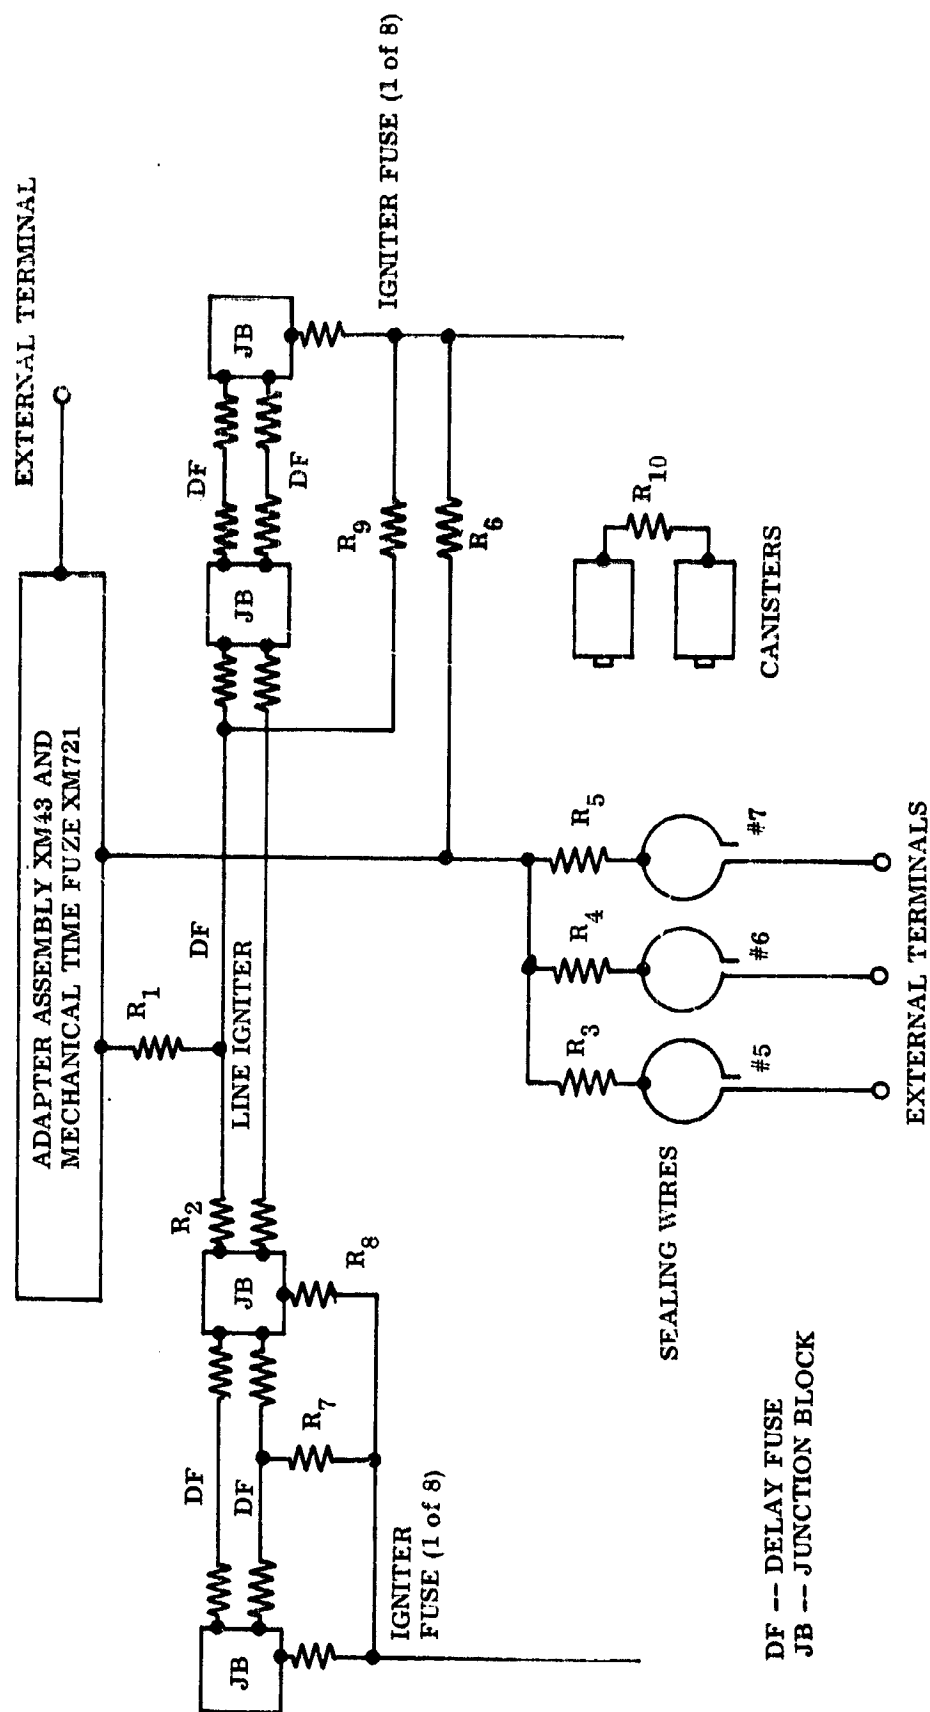 EXTERNAL TERMINAL
ADAPTER ASSEMBLY XM43 AND
MECHANICAL TIME FUZE XM721
R1
DF
LINE IGNITER
R2
JB
JB
JB
JB
DF
DF
DF
DF
R7
R8
R9
R6
IGNITER
FUSE (1 of 8)
IGNITER FUSE (1 of 8)
R3
R4
R5
R10
SEALING WIRES
#5
#6
#7
CANISTERS
EXTERNAL TERMINALS
DF -- DELAY FUSE
JB -- JUNCTION BLOCK